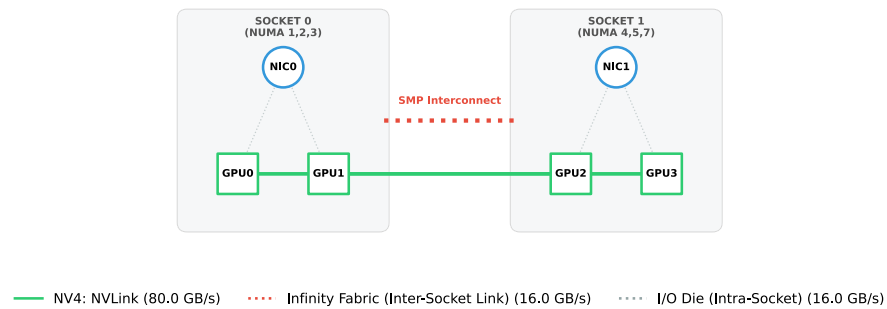 SOCKET 0
(NUMA 1,2,3)
SOCKET 1
(NUMA 4,5,7)
NIC0
NIC1
SMP Interconnect
GPU0
GPU1
GPU2
GPU3
NV4: NVLink (80.0 GB/s)
Infinity Fabric (Inter-Socket Link) (16.0 GB/s)
I/O Die (Intra-Socket) (16.0 GB/s)